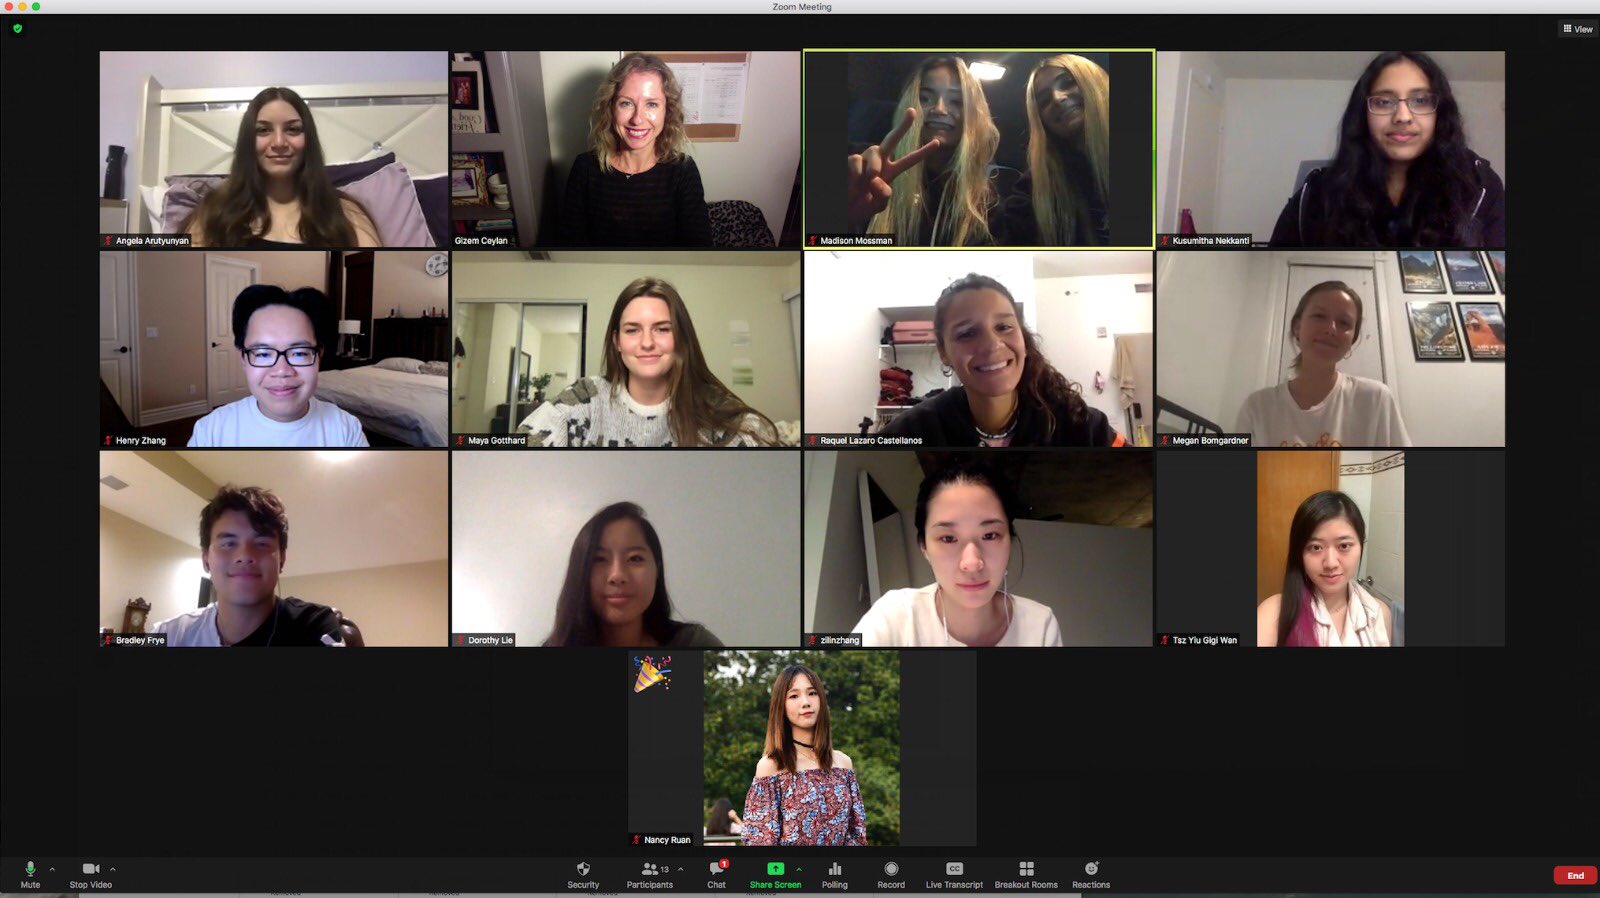 Zoom Meeting
View
Angela Arutyunyan
Gizem Ceylan
Madison Mossman
Kusumitha Nekkanti
Henry Zhang
Maya Gotthard
Raquel Lazaro Castellanos
Megan Bomgardner
Bradley Frye
Dorothy Lie
zilinzhang
Tsz Yiu Gigi Wan
Nancy Ruan
Mute
Stop Video
Security
Participants
13
Chat
1
Share Screen
Polling
Record
CC
Live Transcript
Breakout Rooms
Reactions
End